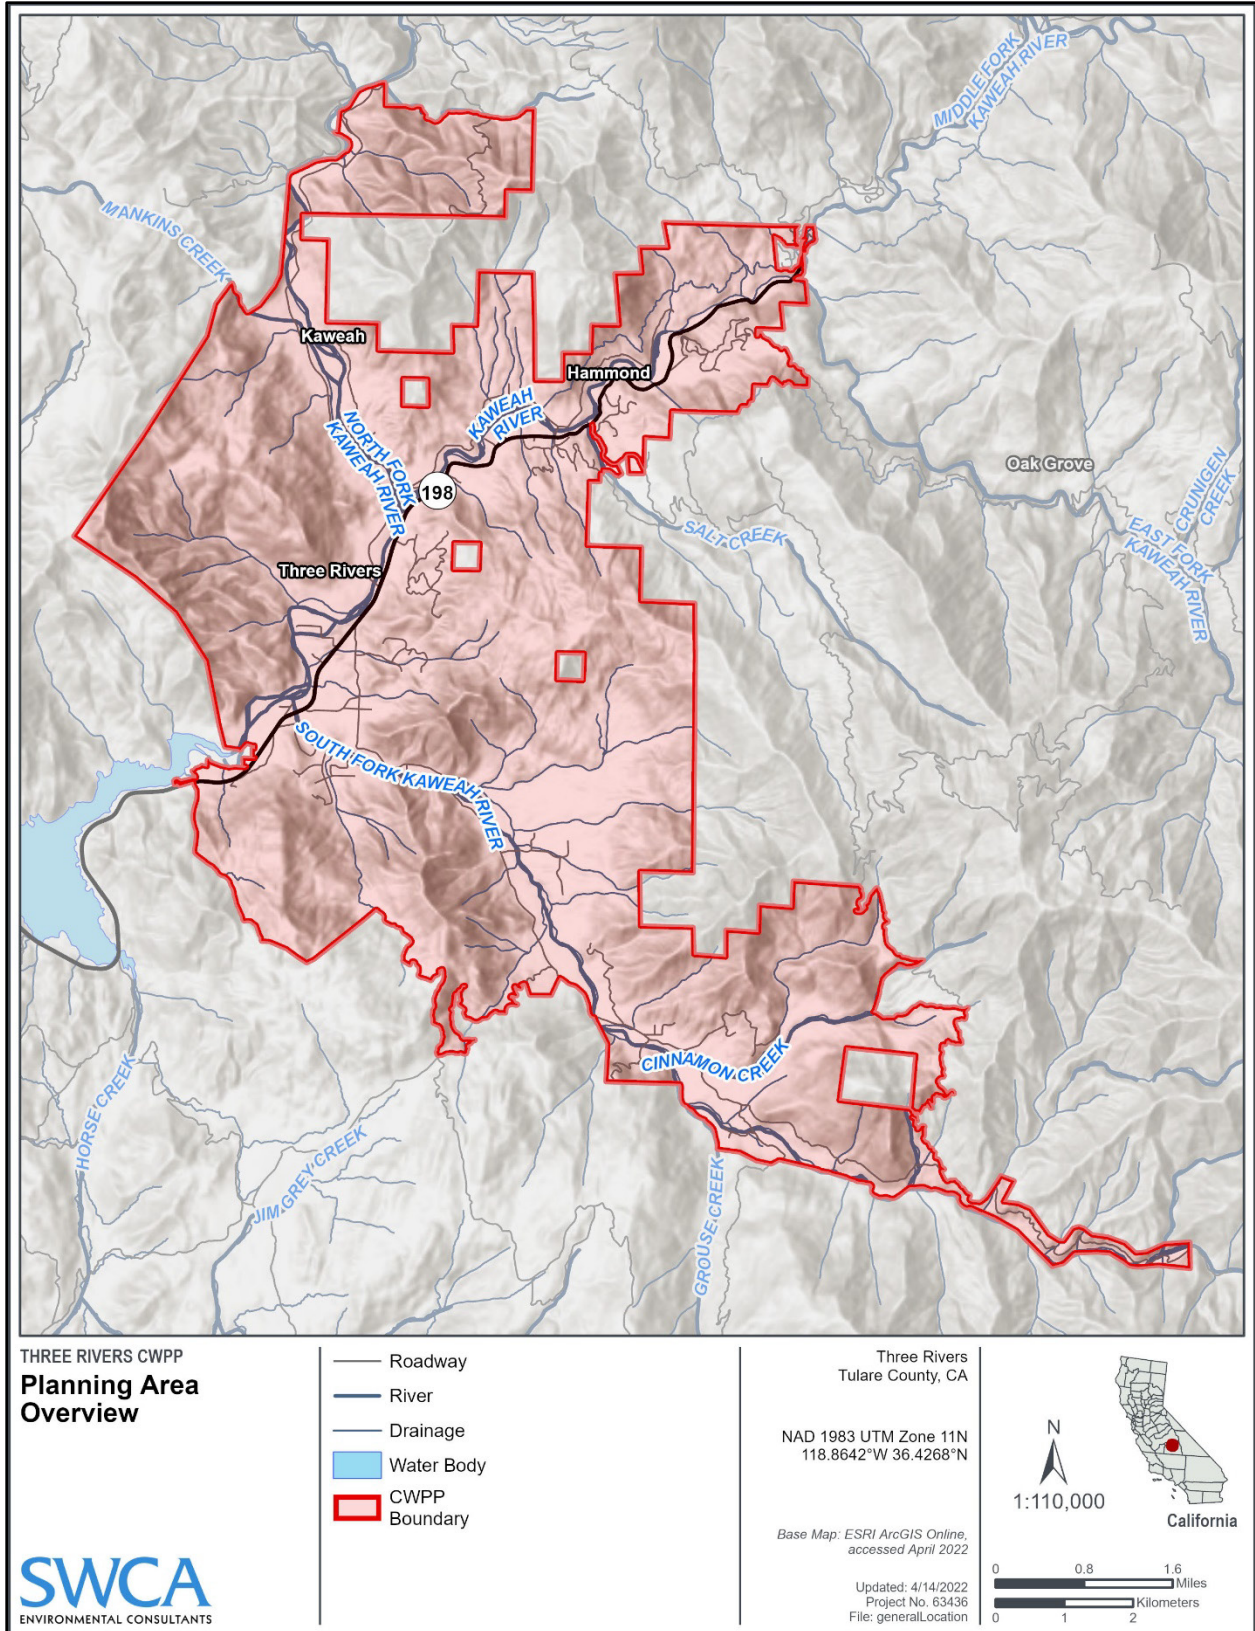 MIDDLE FORK
KAWEAH RIVER
MANKINS CREEK
Kaweah
Hammond
KAWEAH
RIVER
NORTH FORK
KAWEAH RIVER
198
Oak Grove
CRUNIGEN
CREEK
EAST FORK
KAWEAH RIVER
SALT CREEK
Three Rivers
SOUTH FORK KAWEAH RIVER
CINNAMON CREEK
HORSE CREEK
JIM GREY CREEK
GROUSE CREEK
THREE RIVERS CWPP
Planning Area
Overview
SWCA
ENVIRONMENTAL CONSULTANTS
Roadway
River
Drainage
Water Body
CWPP
Boundary
Three Rivers
Tulare County, CA
NAD 1983 UTM Zone 11N
118.8642°W 36.4268°N
Base Map: ESRI ArcGIS Online,
accessed April 2022
Updated: 4/14/2022
Project No. 63436
File: generalLocation
N
1:110,000
California
0 0.8 1.6
Miles
Kilometers
0 1 2